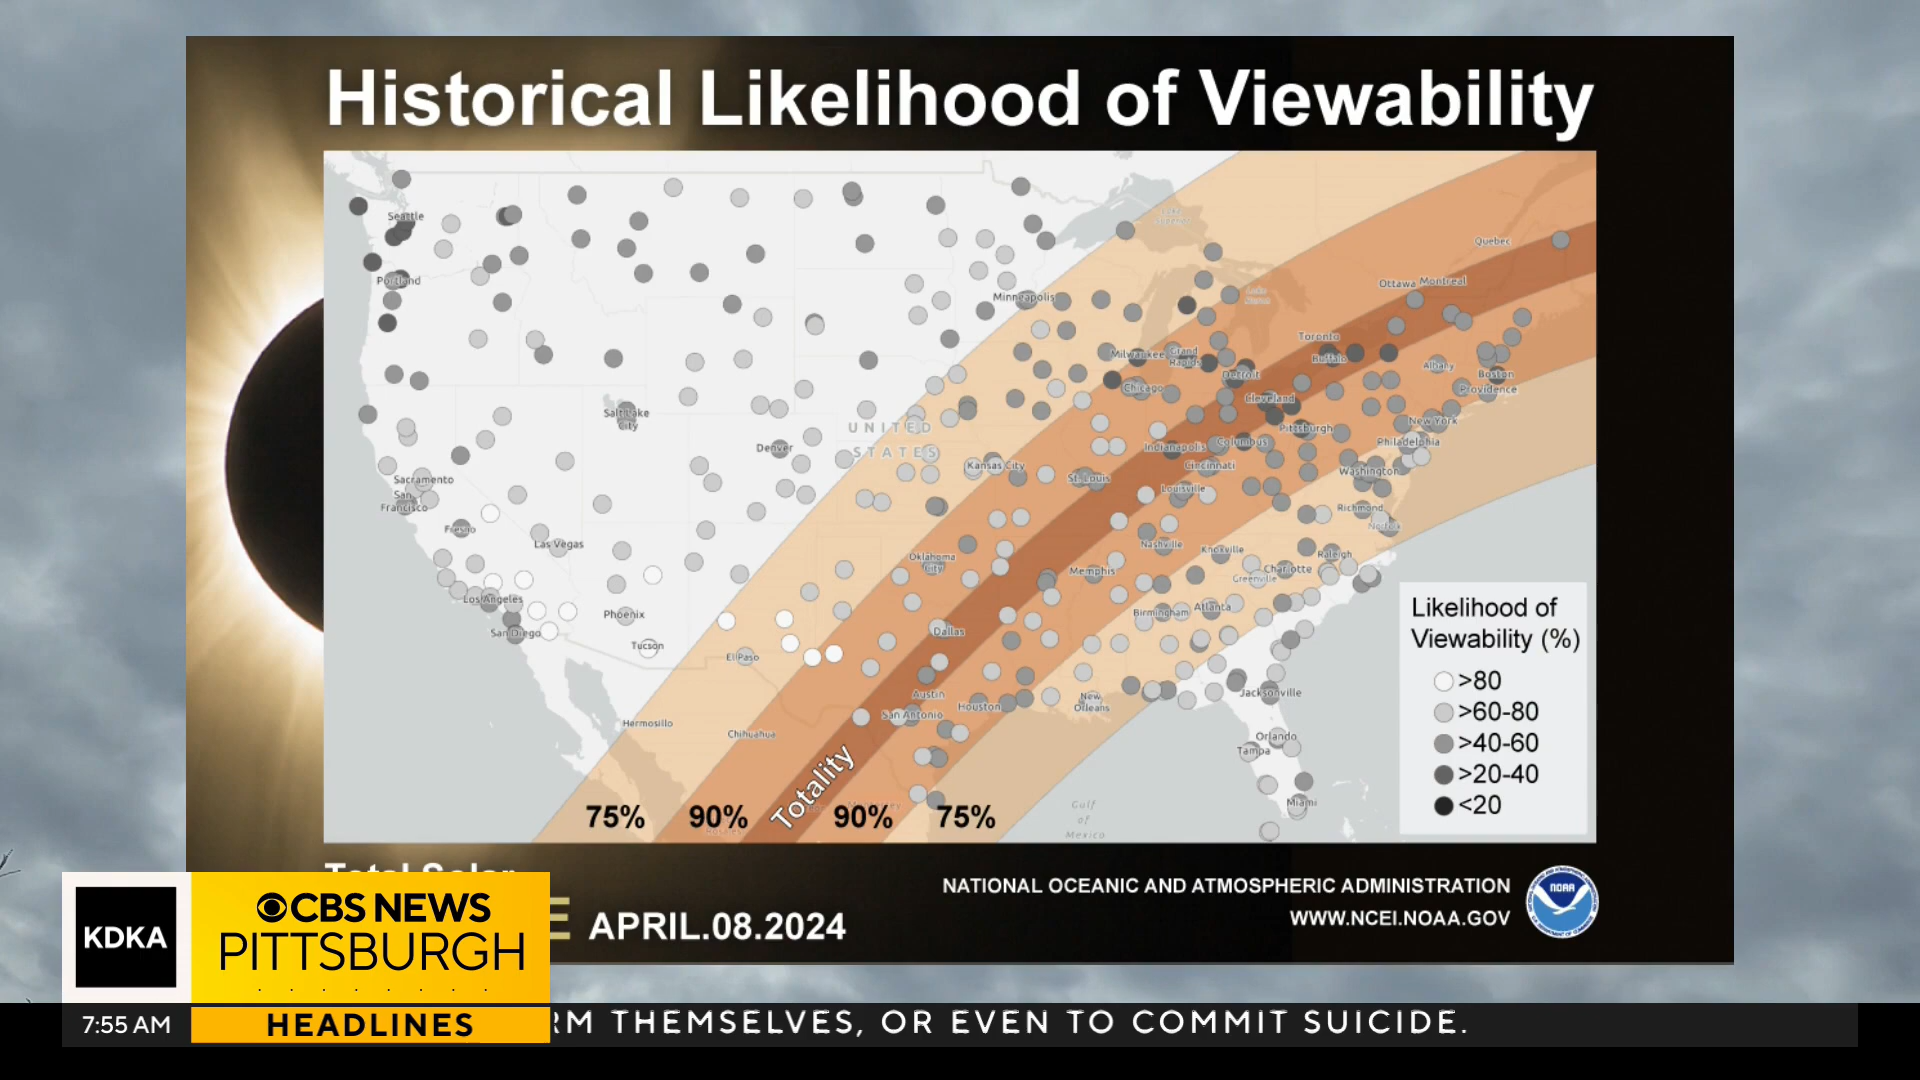 Historical Likelihood of Viewability
Seattle
Portland
Quebec
Ottawa Montreal
Lake Superior
Minneapolis
Toronto
Milwaukee
Grand Rapids
Buffalo
Albany
Detroit
Boston
Chicago
Providence
Cleveland
Salt Lake City
New York
UNITED STATES
Pittsburgh
Denver
Indianapolis
Columbus
Philadelphia
Kansas City
Cincinnati
Washington
Sacramento
St. Louis
Louisville
San Francisco
Richmond
Fresno
Norfolk
Las Vegas
Nashville
Knoxville
Raleigh
Oklahoma City
Memphis
Charlotte
Greenville
Los Angeles
Phoenix
Birmingham
Atlanta
San Diego
Dallas
Tucson
El Paso
Austin
Jacksonville
New Orleans
Houston
San Antonio
Hermosillo
Chihuahua
Orlando
Tampa
Miami
Gulf of Mexico
Totality
75%
90%
90%
75%
Likelihood of
Viewability (%)
>80
>60-80
>40-60
>20-40
<20
Total Solar
APRIL.08.2024
NATIONAL OCEANIC AND ATMOSPHERIC ADMINISTRATION
WWW.NCEI.NOAA.GOV
NOAA
KDKA
CBS NEWS
PITTSBURGH
7:55 AM
HEADLINES
RM THEMSELVES, OR EVEN TO COMMIT SUICIDE.